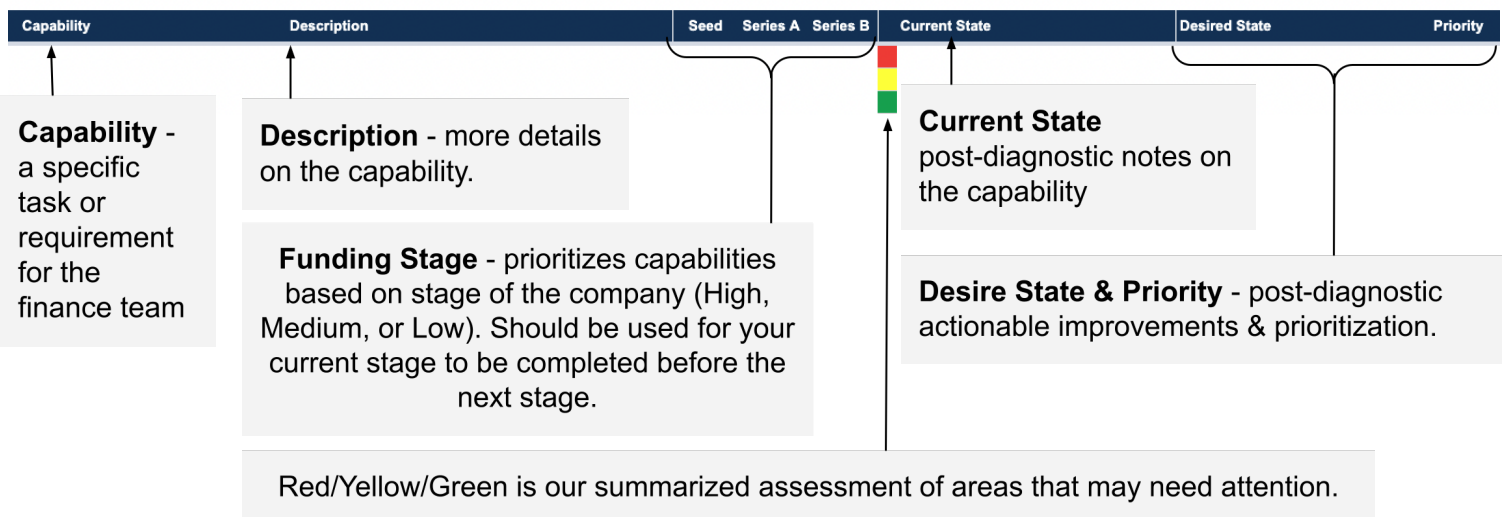 Capability Description Seed Series A Series B Current State Desired State Priority
Capability -
a specific
task or
requirement
for the
finance team
Description - more details
on the capability.
Funding Stage - prioritizes capabilities
based on stage of the company (High,
Medium, or Low). Should be used for your
current stage to be completed before the
next stage.
Current State
post-diagnostic notes on
the capability
Desire State & Priority - post-diagnostic
actionable improvements & prioritization.
Red/Yellow/Green is our summarized assessment of areas that may need attention.